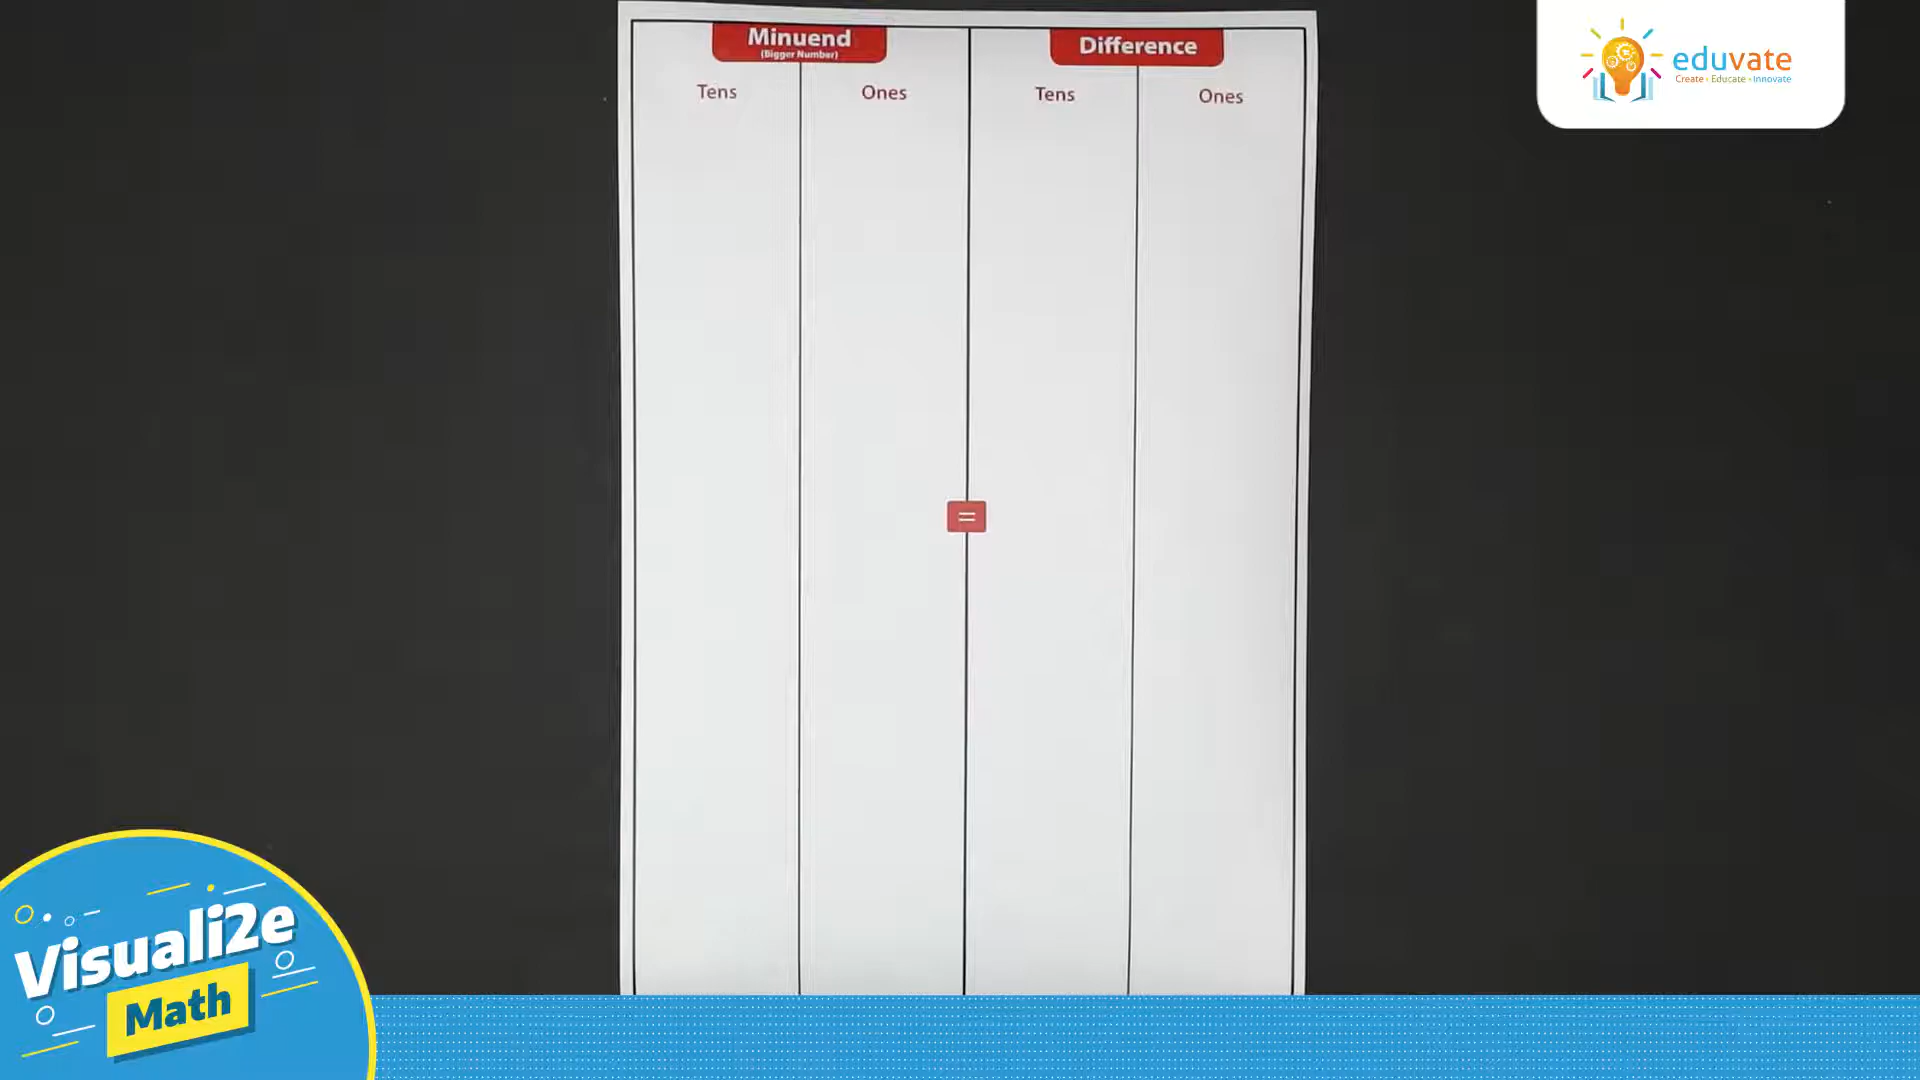 Minuend
(Bigger Number)
Difference
Tens
Ones
Tens
Ones
=
eduvate
Create • Educate • Innovate
Visuali2e
Math